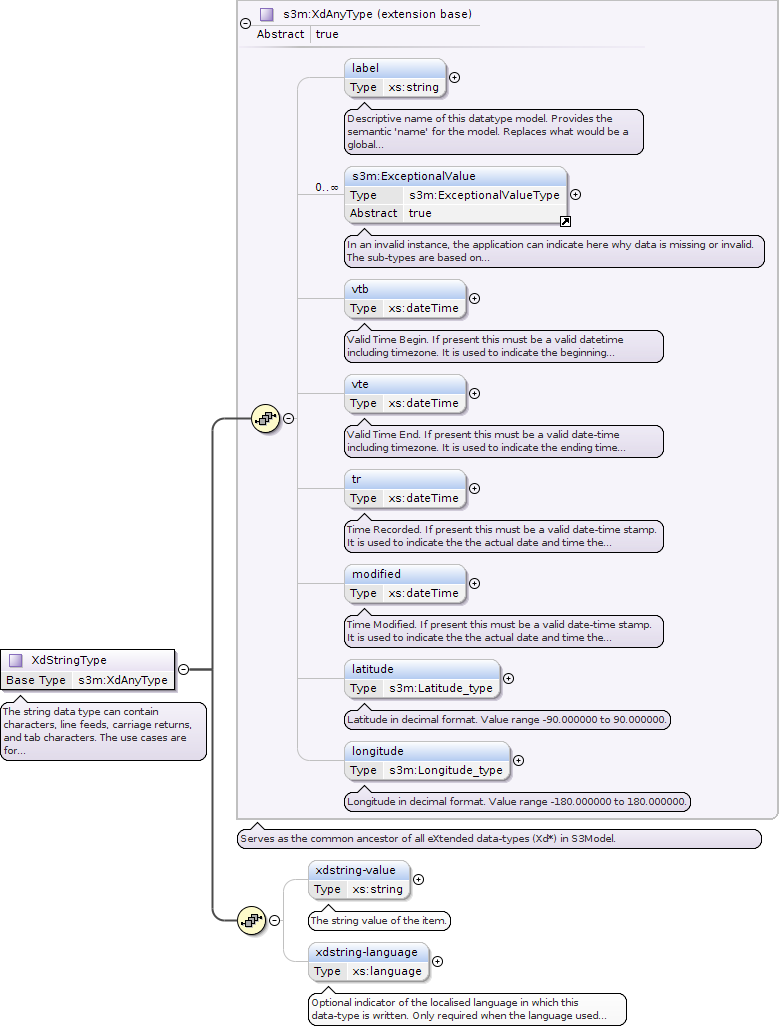 s3m:XdAnyType (extension base)
Abstract true
label
Type xs:string
Descriptive name of this datatype model. Provides the
semantic 'name' for the model. Replaces what would be a
global...
0..∞
s3m:ExceptionalValue
Type s3m:ExceptionalValueType
Abstract true
In an invalid instance, the application can indicate here why data is missing or invalid.
The sub-types are based on...
vtb
Type xs:dateTime
Valid Time Begin. If present this must be a valid datetime
including timezone. It is used to indicate the beginning...
vte
Type xs:dateTime
Valid Time End. If present this must be a valid date-time
including timezone. It is used to indicate the ending time...
tr
Type xs:dateTime
Time Recorded. If present this must be a valid date-time stamp.
It is used to indicate the the actual date and time the...
modified
Type xs:dateTime
Time Modified. If present this must be a valid date-time stamp.
It is used to indicate the the actual date and time the...
latitude
Type s3m:Latitude_type
Latitude in decimal format. Value range -90.000000 to 90.000000.
longitude
Type s3m:Longitude_type
Longitude in decimal format. Value range -180.000000 to 180.000000.
Serves as the common ancestor of all eXtended data-types (Xd*) in S3Model.
XdStringType
Base Type s3m:XdAnyType
The string data type can contain
characters, line feeds, carriage returns,
and tab characters. The use cases are
for...
xdstring-value
Type xs:string
The string value of the item.
xdstring-language
Type xs:language
Optional indicator of the localised language in which this
data-type is written. Only required when the language used...